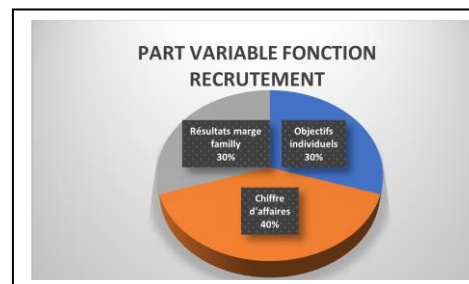 PART VARIABLE FONCTION
RECRUTEMENT
Résultats marge
familly
30%
Objectifs
individuels
30%
Chiffre
d'affaires
40%